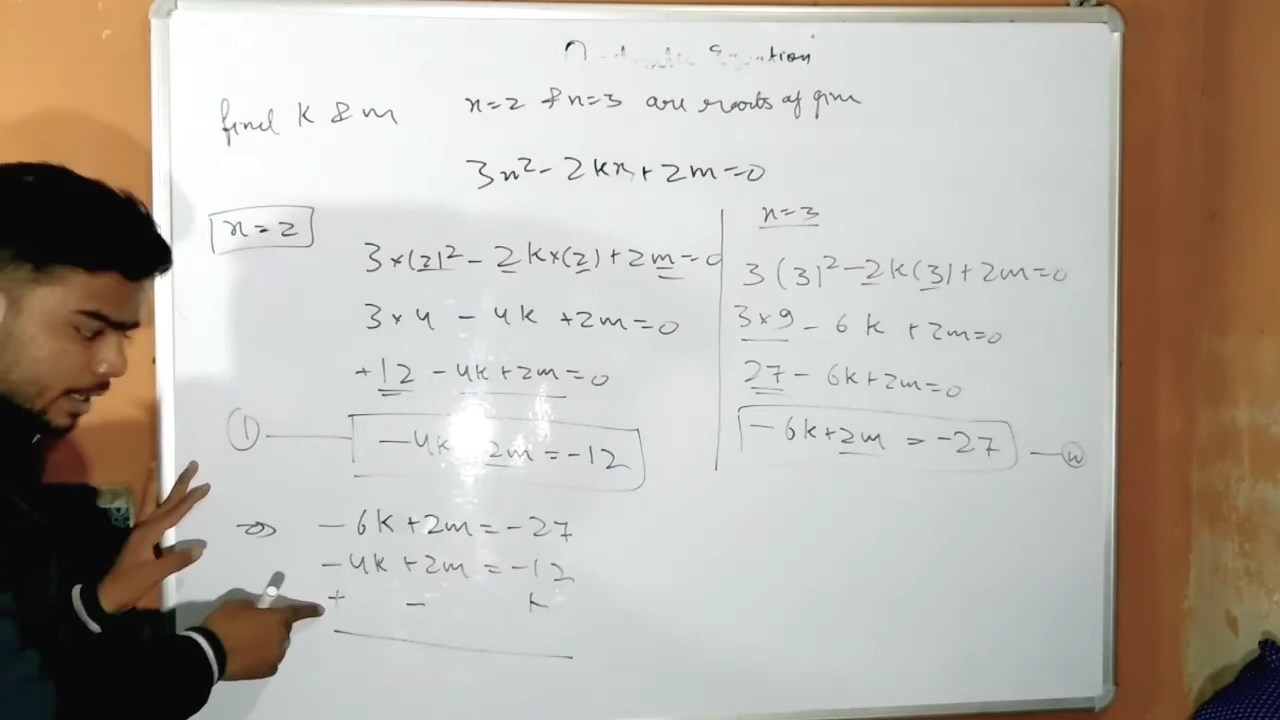 find K & m
x=2 & x=3 are roots of given
3x²-2kx+2m=0
x=2
3×(2)²-2k×(2)+2m=0
3×4-4k+2m=0
+12-4k+2m=0
① -4k 2m=-12
x=3
3(3)²-2k(3)+2m=0
3×9-6k+2m=0
27-6k+2m=0
-6k+2m=-27
⇒ -6k+2m=-27
-4k+2m=-12
+ - +